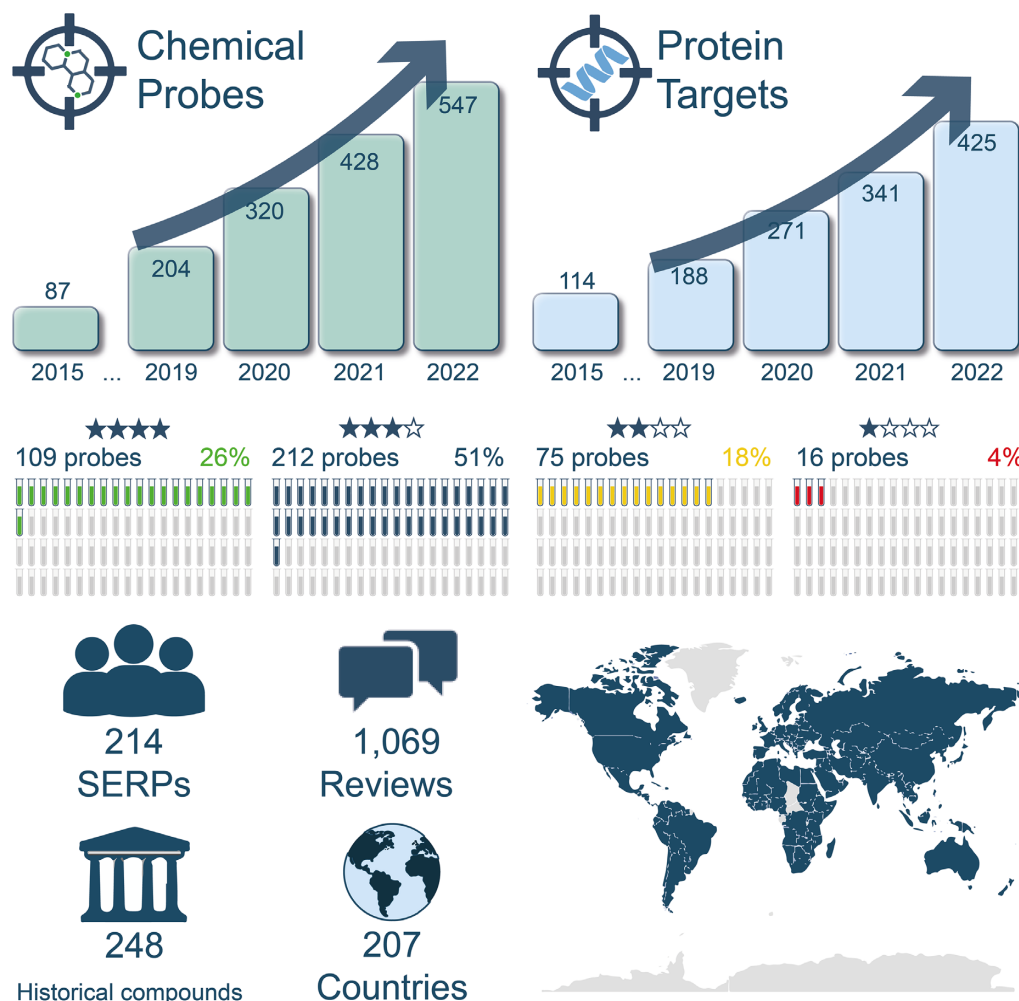 Chemical
Probes
87
204
320
428
547
2015 ... 2019 2020 2021 2022
Protein
Targets
114
188
271
341
425
2015 ... 2019 2020 2021 2022
109 probes 26%
212 probes 51%
75 probes 18%
16 probes 4%
214
SERPs
1,069
Reviews
248
Historical compounds
207
Countries